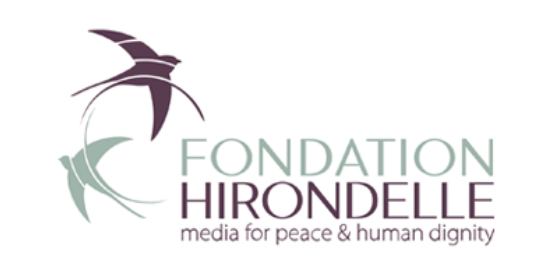 FONDATION
HIRONDELLE
media for peace & human dignity